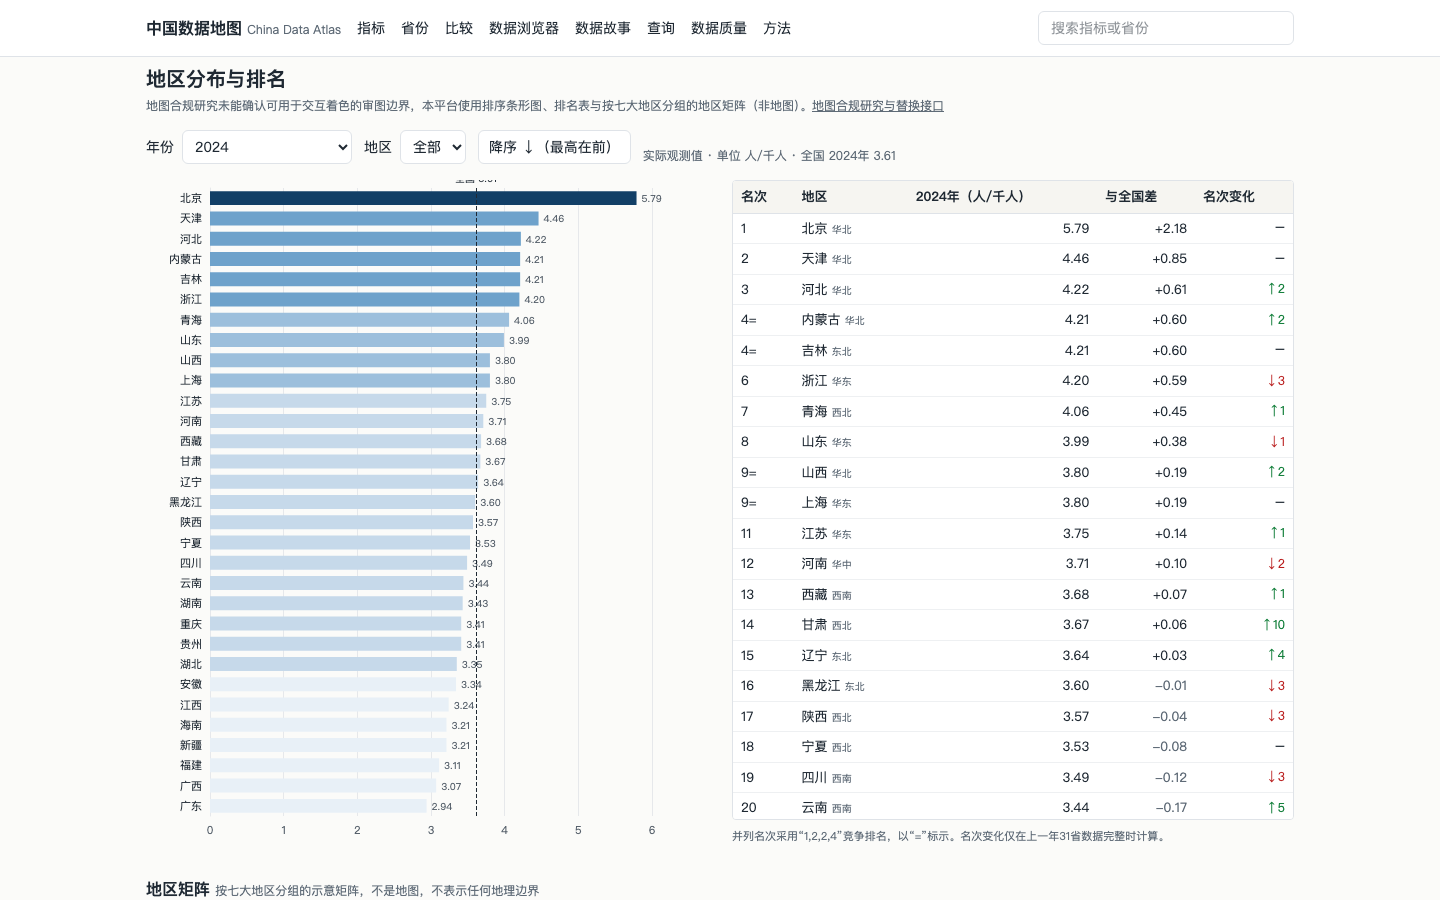 中国数据地图 China Data Atlas 指标 省份 比较 数据浏览器 数据故事 查询 数据质量 方法 搜索指标或省份
地区分布与排名
地图合规研究未能确认可用于交互着色的审图边界，本平台使用排序条形图、排名表与按七大地区分组的地区矩阵（非地图）。地图合规研究与替换接口
年份 2024 地区 全部 降序 ↓（最高在前） 实际观测值 · 单位 人/千人 · 全国 2024年 3.61
北京 5.79
天津 4.46
河北 4.22
内蒙古 4.21
吉林 4.21
浙江 4.20
青海 4.06
山东 3.99
山西 3.80
上海 3.80
江苏 3.75
河南 3.71
西藏 3.68
甘肃 3.67
辽宁 3.64
黑龙江 3.60
陕西 3.57
宁夏 3.53
四川 3.49
云南 3.44
湖南 3.43
重庆 3.41
贵州 3.41
湖北 3.35
安徽 3.34
江西 3.24
海南 3.21
新疆 3.21
福建 3.11
广西 3.07
广东 2.94
0 1 2 3 4 5 6
名次 地区 2024年（人/千人） 与全国差 名次变化
1 北京 华北 5.79 +2.18 —
2 天津 华北 4.46 +0.85 —
3 河北 华北 4.22 +0.61 ↑2
4= 内蒙古 华北 4.21 +0.60 ↑2
4= 吉林 东北 4.21 +0.60 —
6 浙江 华东 4.20 +0.59 ↓3
7 青海 西北 4.06 +0.45 ↑1
8 山东 华东 3.99 +0.38 ↓1
9= 山西 华北 3.80 +0.19 ↑2
9= 上海 华东 3.80 +0.19 —
11 江苏 华东 3.75 +0.14 ↑1
12 河南 华中 3.71 +0.10 ↓2
13 西藏 西南 3.68 +0.07 ↑1
14 甘肃 西北 3.67 +0.06 ↑10
15 辽宁 东北 3.64 +0.03 ↑4
16 黑龙江 东北 3.60 −0.01 ↓3
17 陕西 西北 3.57 −0.04 ↓3
18 宁夏 西北 3.53 −0.08 —
19 四川 西南 3.49 −0.12 ↓3
20 云南 西南 3.44 −0.17 ↑5
并列名次采用“1,2,2,4”竞争排名，以“=”标示。名次变化仅在上一年31省数据完整时计算。
地区矩阵 按七大地区分组的示意矩阵，不是地图，不表示任何地理边界